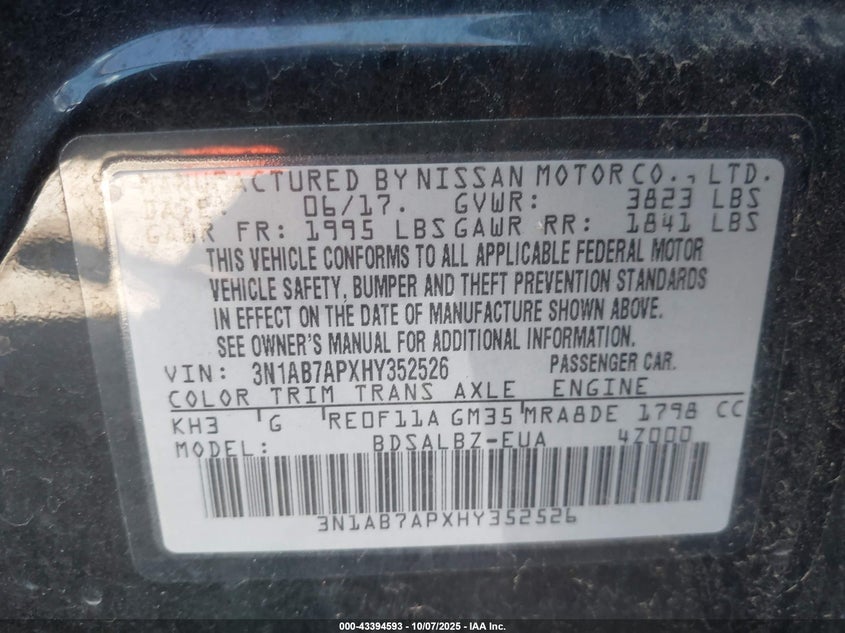 MANUFACTURED BY NISSAN MOTOR CO., LTD.
DATE: 06/17. GVWR: 3823 LBS
GAWR FR: 1995 LBS GAWR RR: 1841 LBS
THIS VEHICLE CONFORMS TO ALL APPLICABLE FEDERAL MOTOR
VEHICLE SAFETY, BUMPER AND THEFT PREVENTION STANDARDS
IN EFFECT ON THE DATE OF MANUFACTURE SHOWN ABOVE.
SEE OWNER'S MANUAL FOR ADDITIONAL INFORMATION.
VIN: 3N1AB7APXHY352526 PASSENGER CAR.
COLOR TRIM TRANS AXLE ENGINE
KH3 G RE0F11A GM35 MRA8DE 1798 CC
MODEL: BDSALBZ-EUA 4Z000
3N1AB7APXHY352526
000-43394593 - 10/07/2025 - IAA Inc.